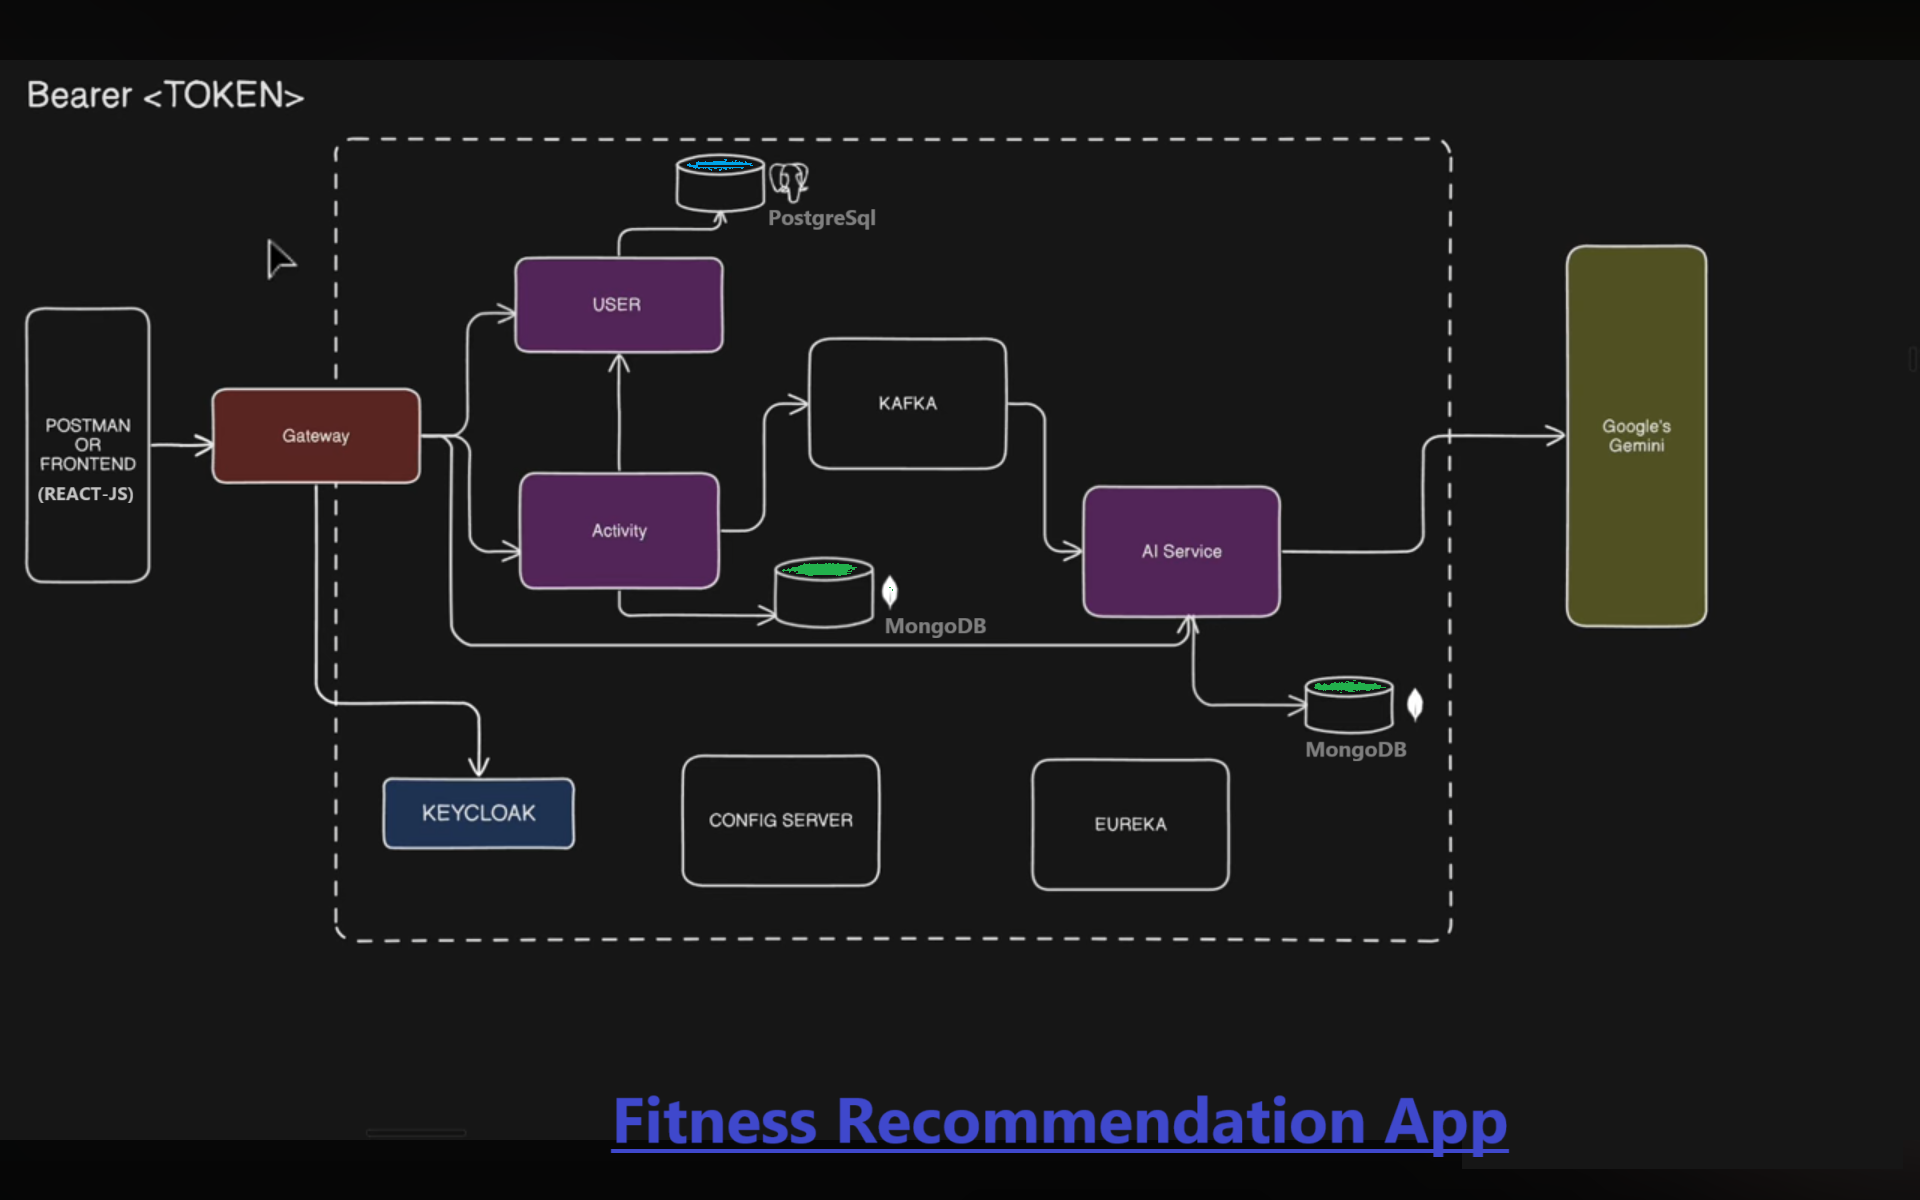 Bearer <TOKEN>
PostgreSql
USER
POSTMAN
OR
FRONTEND
(REACT-JS)
Gateway
KAFKA
Google's
Gemini
Activity
AI Service
MongoDB
MongoDB
KEYCLOAK
CONFIG SERVER
EUREKA
Fitness Recommendation App